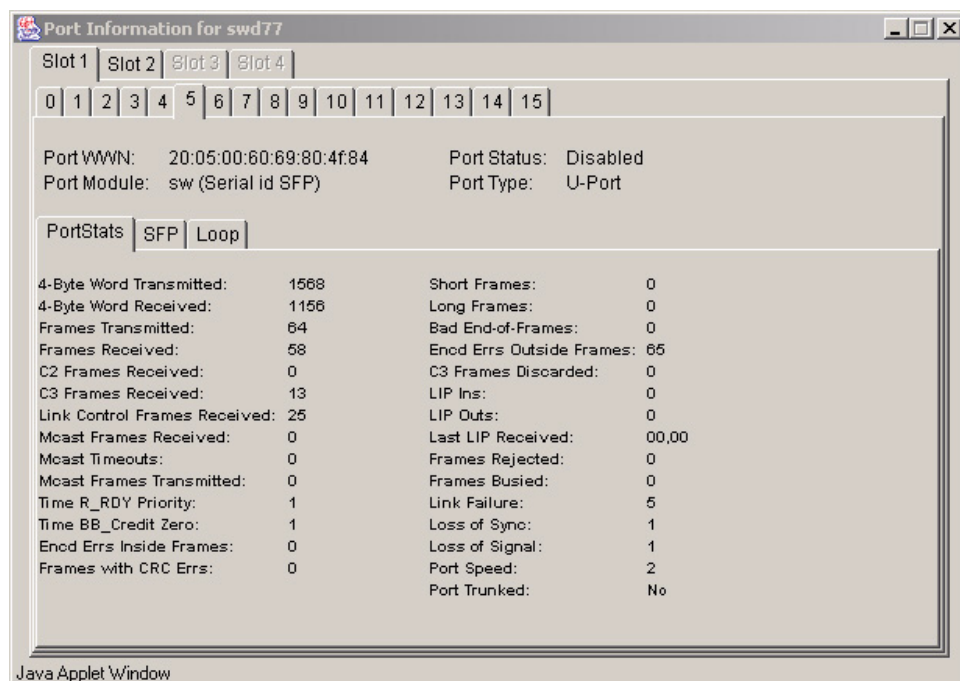 Port Information for swd77
Slot 1 Slot 2 Slot 3 Slot 4
0 1 2 3 4 5 6 7 8 9 10 11 12 13 14 15
Port WWN: 20:05:00:60:69:80:4f:84 Port Status: Disabled
Port Module: sw (Serial id SFP) Port Type: U-Port
PortStats SFP Loop
4-Byte Word Transmitted: 1568 Short Frames: 0
4-Byte Word Received: 1156 Long Frames: 0
Frames Transmitted: 64 Bad End-of-Frames: 0
Frames Received: 58 Encd Errs Outside Frames: 65
C2 Frames Received: 0 C3 Frames Discarded: 0
C3 Frames Received: 13 LIP Ins: 0
Link Control Frames Received: 25 LIP Outs: 0
Mcast Frames Received: 0 Last LIP Received: 00,00
Mcast Timeouts: 0 Frames Rejected: 0
Mcast Frames Transmitted: 0 Frames Busied: 0
Time R_RDY Priority: 1 Link Failure: 5
Time BB_Credit Zero: 1 Loss of Sync: 1
Encd Errs Inside Frames: 0 Loss of Signal: 1
Frames with CRC Errs: 0 Port Speed: 2
Port Trunked: No
Java Applet Window